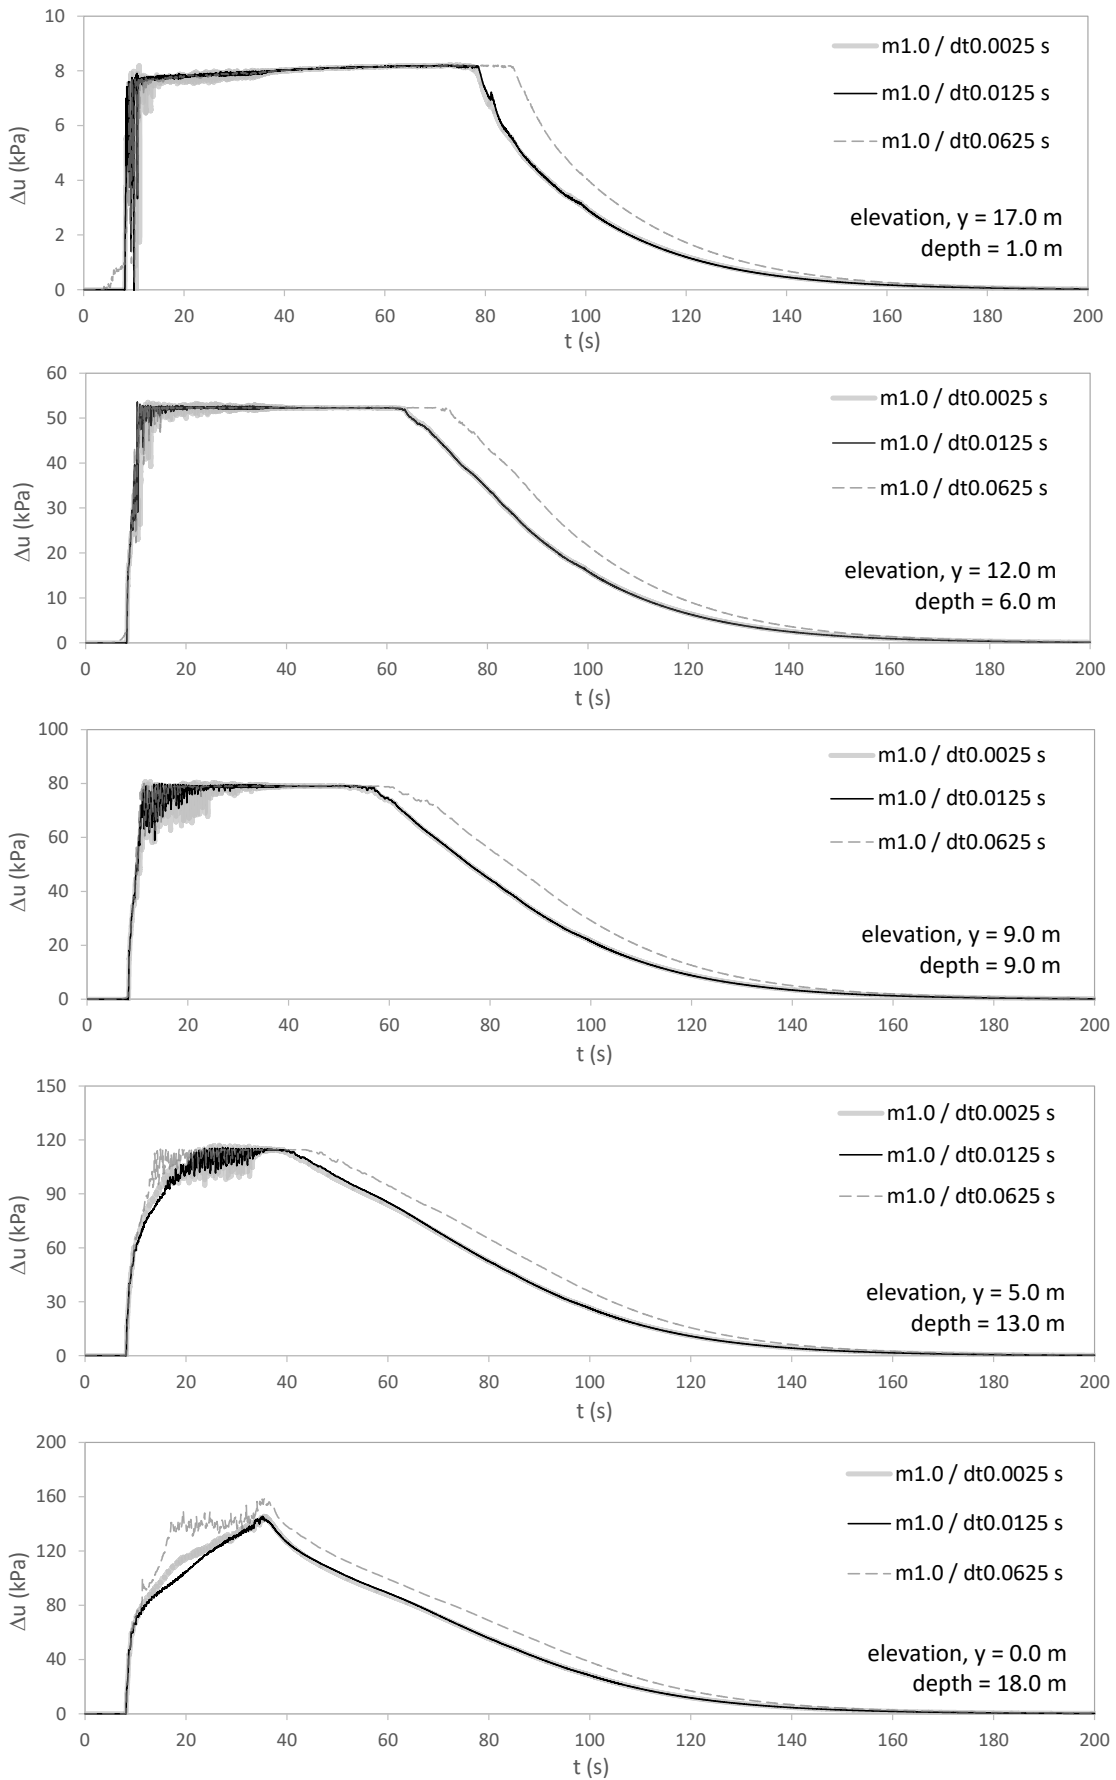 10
8
6
4
2
0
Δu (kPa)
m1.0 / dt0.0025 s
m1.0 / dt0.0125 s
m1.0 / dt0.0625 s
elevation, y = 17.0 m
depth = 1.0 m
0 20 40 60 80 100 120 140 160 180 200
t (s)
60
50
40
30
20
10
0
Δu (kPa)
m1.0 / dt0.0025 s
m1.0 / dt0.0125 s
m1.0 / dt0.0625 s
elevation, y = 12.0 m
depth = 6.0 m
0 20 40 60 80 100 120 140 160 180 200
t (s)
100
80
60
40
20
0
Δu (kPa)
m1.0 / dt0.0025 s
m1.0 / dt0.0125 s
m1.0 / dt0.0625 s
elevation, y = 9.0 m
depth = 9.0 m
0 20 40 60 80 100 120 140 160 180 200
t (s)
150
120
90
60
30
0
Δu (kPa)
m1.0 / dt0.0025 s
m1.0 / dt0.0125 s
m1.0 / dt0.0625 s
elevation, y = 5.0 m
depth = 13.0 m
0 20 40 60 80 100 120 140 160 180 200
t (s)
200
160
120
80
40
0
Δu (kPa)
m1.0 / dt0.0025 s
m1.0 / dt0.0125 s
m1.0 / dt0.0625 s
elevation, y = 0.0 m
depth = 18.0 m
0 20 40 60 80 100 120 140 160 180 200
t (s)